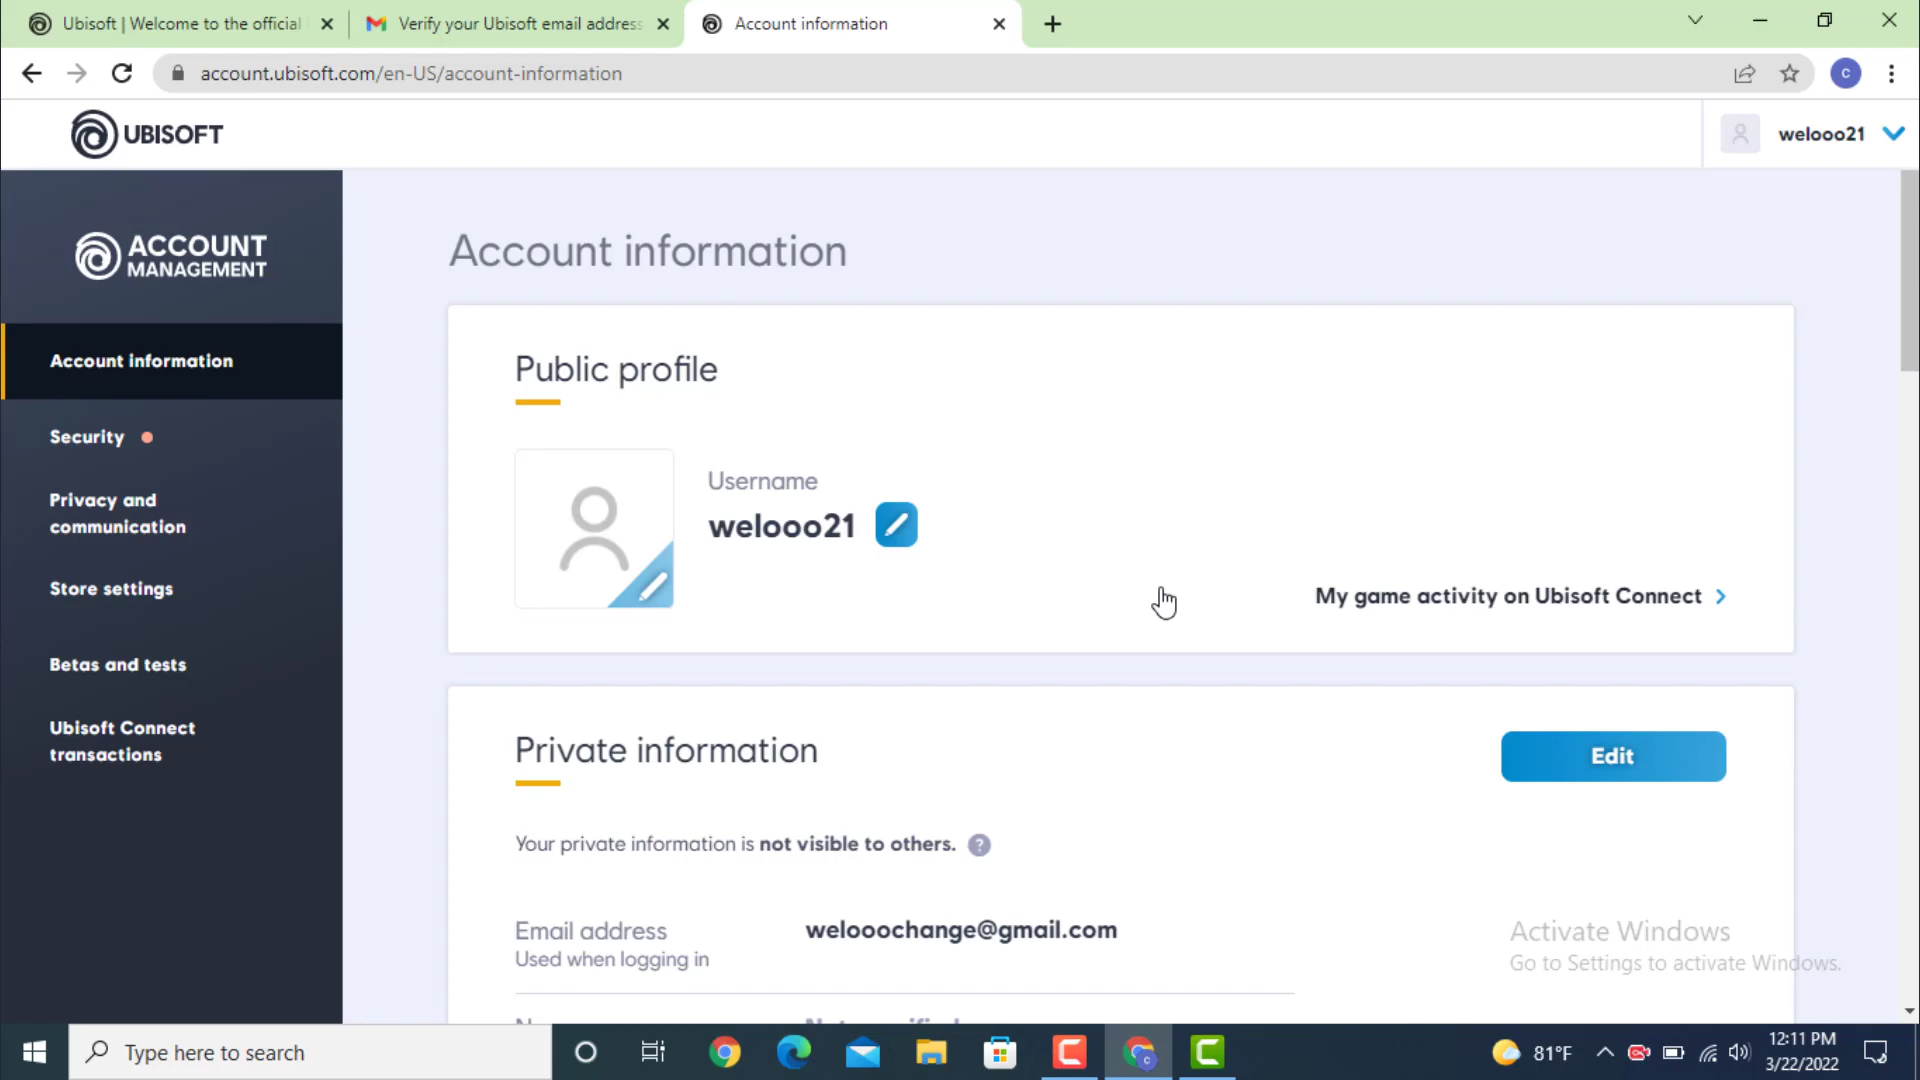 Ubisoft | Welcome to the official
Verify your Ubisoft email address
Account information
account.ubisoft.com/en-US/account-information
C
UBISOFT
welooo21
ACCOUNT
MANAGEMENT
Account information
Security
Privacy and
communication
Store settings
Betas and tests
Ubisoft Connect
transactions
Account information
Public profile
Username
welooo21
My game activity on Ubisoft Connect
Private information
Edit
Your private information is not visible to others. ?
Email address
welooochange@gmail.com
Used when logging in
Activate Windows
Go to Settings to activate Windows.
Type here to search
81°F
12:11 PM
3/22/2022